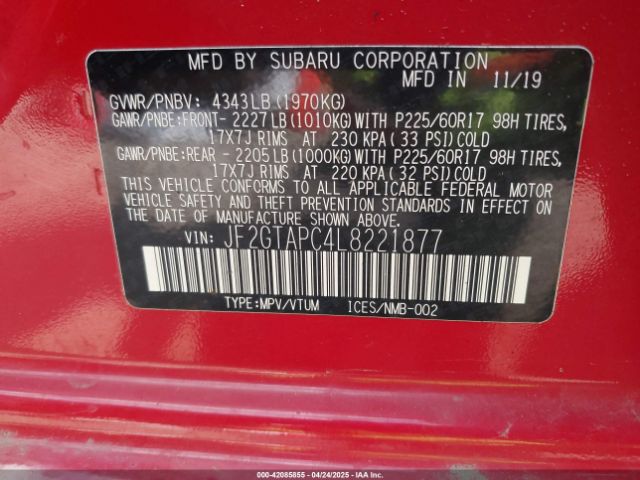 MFD BY SUBARU CORPORATION
MFD IN 11/19
GVWR/PNBV: 4343LB(1970KG)
GAWR/PNBE:FRONT- 2227LB(1010KG)WITH P225/60R17 98H TIRES,
17X7J RIMS AT 230 KPA(33 PSI)COLD
GAWR/PNBE:REAR - 2205LB(1000KG)WITH P225/60R17 98H TIRES,
17X7J RIMS AT 220 KPA(32 PSI)COLD
THIS VEHICLE CONFORMS TO ALL APPLICABLE FEDERAL MOTOR
VEHICLE SAFETY AND THEFT PREVENTION STANDARDS IN EFFECT
ON THE DATE OF MANUFACTURE SHOWN ABOVE.
VIN: JF2GTAPC4L8221877
TYPE:MPV/VTUM ICES/NMB-002
000-42085855 - 04/24/2025 - IAAI.COM